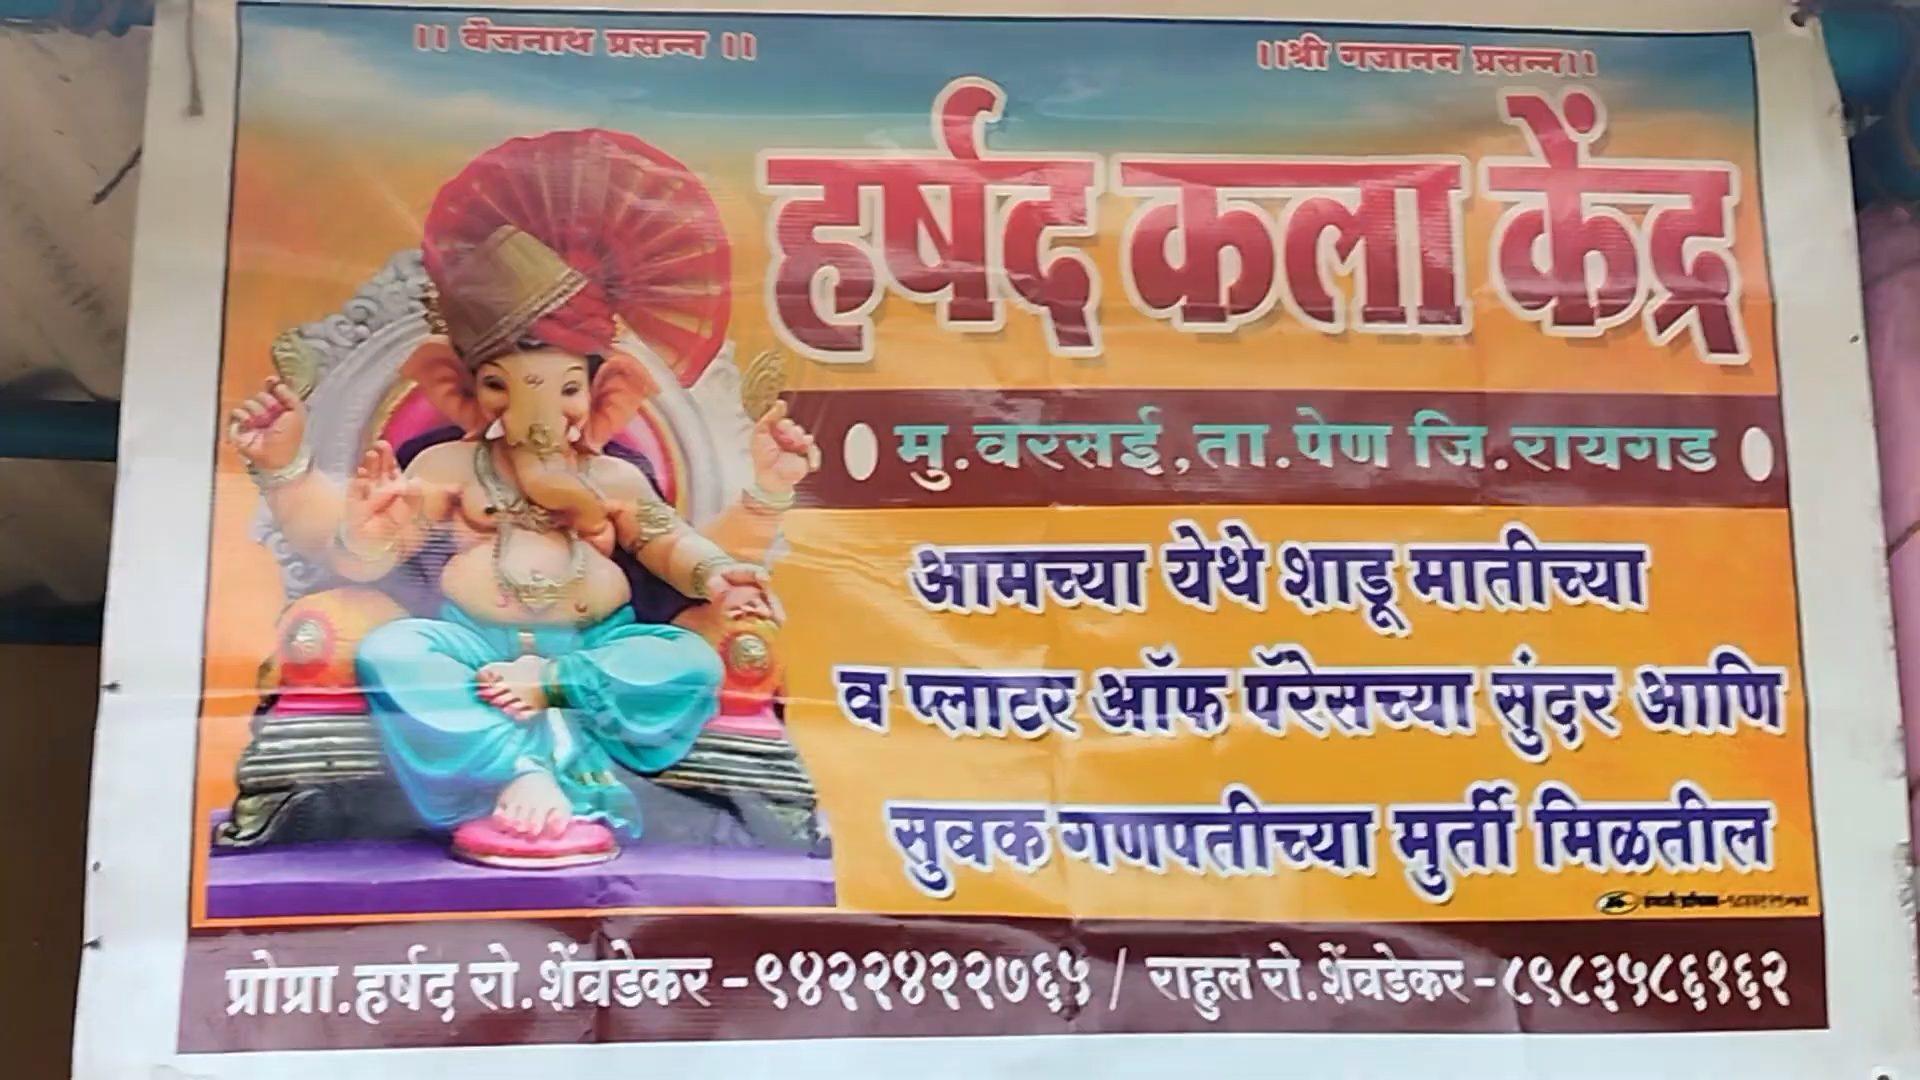 ।। वैजनाथ प्रसन्न ।।
।।श्री गजानन प्रसन्न।।
हर्षद कला केंद्र
मु.वरसई,ता.पेण जि.रायगड
आमच्या येथे शाडू मातीच्या
व प्लाटर ऑफ पॅरेसच्या सुंदर आणि
सुबक गणपतीच्या मुर्ती मिळतील
प्रोप्रा.हर्षद रो.शेंवडेकर -९४२२४२२७६५ / राहुल रो.शेंवडेकर -८९८३५८६१६२